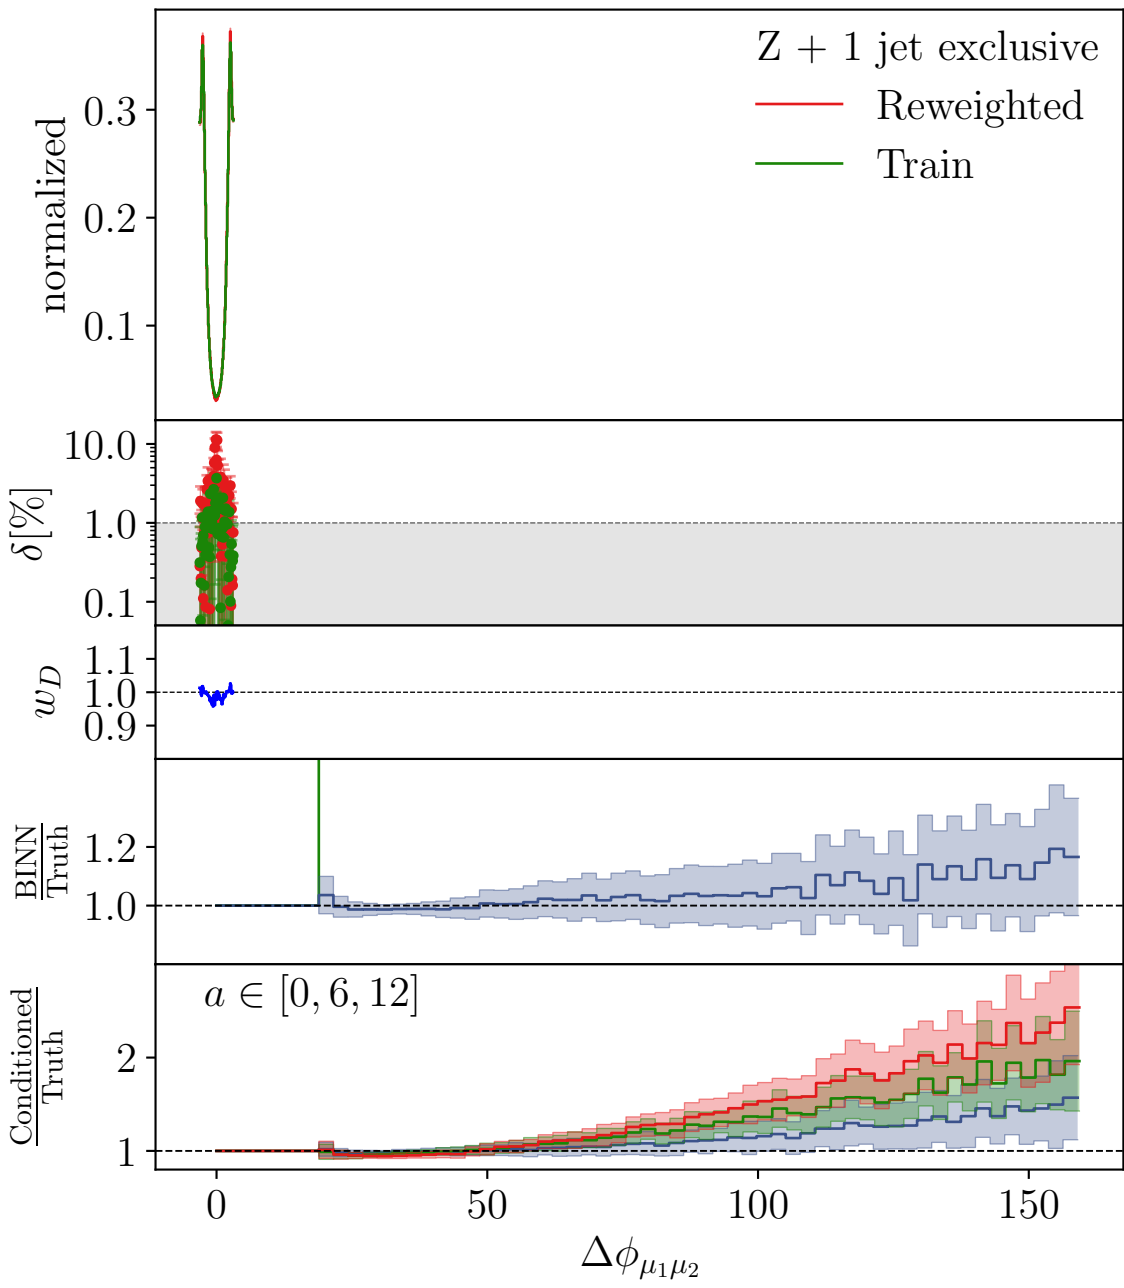 Z + 1 jet exclusive
Reweighted
Train
normalized
0.3
0.2
0.1
δ[%]
10.0
1.0
0.1
w_D
1.1
1.0
0.9
BINN
Truth
1.2
1.0
Conditioned
Truth
a ∈ [0, 6, 12]
2
1
0 50 100 150
Δϕ_{μ₁μ₂}